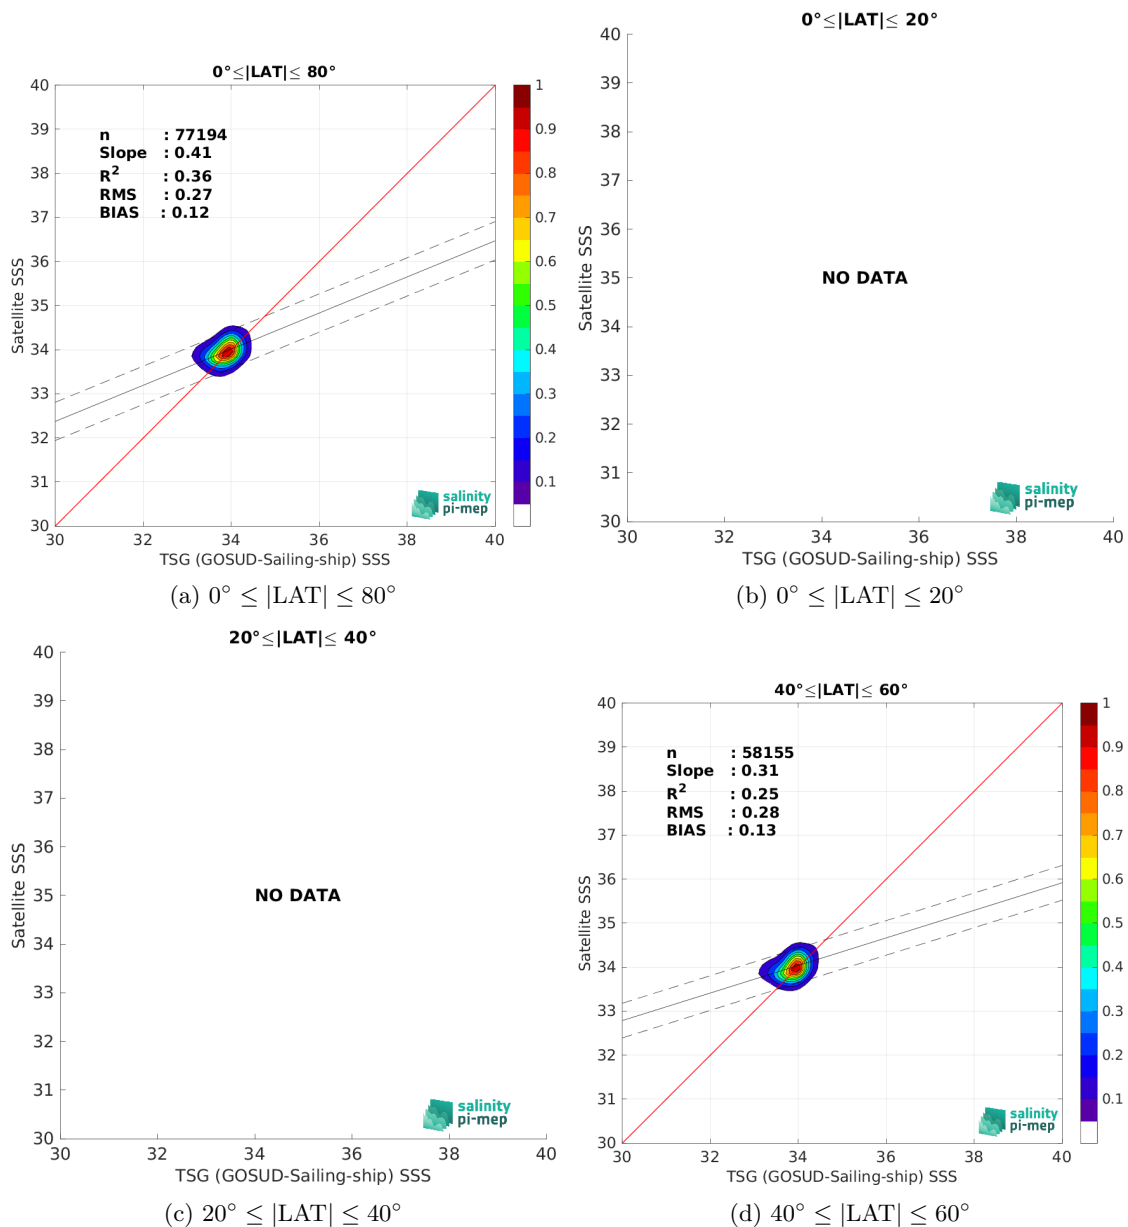 0°≤|LAT|≤ 80°
40
39
38
37
36
35
34
33
32
31
30
Satellite SSS
n : 77194
Slope : 0.41
R² : 0.36
RMS : 0.27
BIAS : 0.12
1
0.9
0.8
0.7
0.6
0.5
0.4
0.3
0.2
0.1
salinity
pi-mep
30 32 34 36 38 40
TSG (GOSUD-Sailing-ship) SSS
(a) 0° ≤ |LAT| ≤ 80°
0°≤|LAT|≤ 20°
40
39
38
37
36
35
34
33
32
31
30
Satellite SSS
NO DATA
salinity
pi-mep
30 32 34 36 38 40
TSG (GOSUD-Sailing-ship) SSS
(b) 0° ≤ |LAT| ≤ 20°
20°≤|LAT|≤ 40°
40
39
38
37
36
35
34
33
32
31
30
Satellite SSS
NO DATA
salinity
pi-mep
30 32 34 36 38 40
TSG (GOSUD-Sailing-ship) SSS
(c) 20° ≤ |LAT| ≤ 40°
40°≤|LAT|≤ 60°
40
39
38
37
36
35
34
33
32
31
30
Satellite SSS
n : 58155
Slope : 0.31
R² : 0.25
RMS : 0.28
BIAS : 0.13
1
0.9
0.8
0.7
0.6
0.5
0.4
0.3
0.2
0.1
salinity
pi-mep
30 32 34 36 38 40
TSG (GOSUD-Sailing-ship) SSS
(d) 40° ≤ |LAT| ≤ 60°